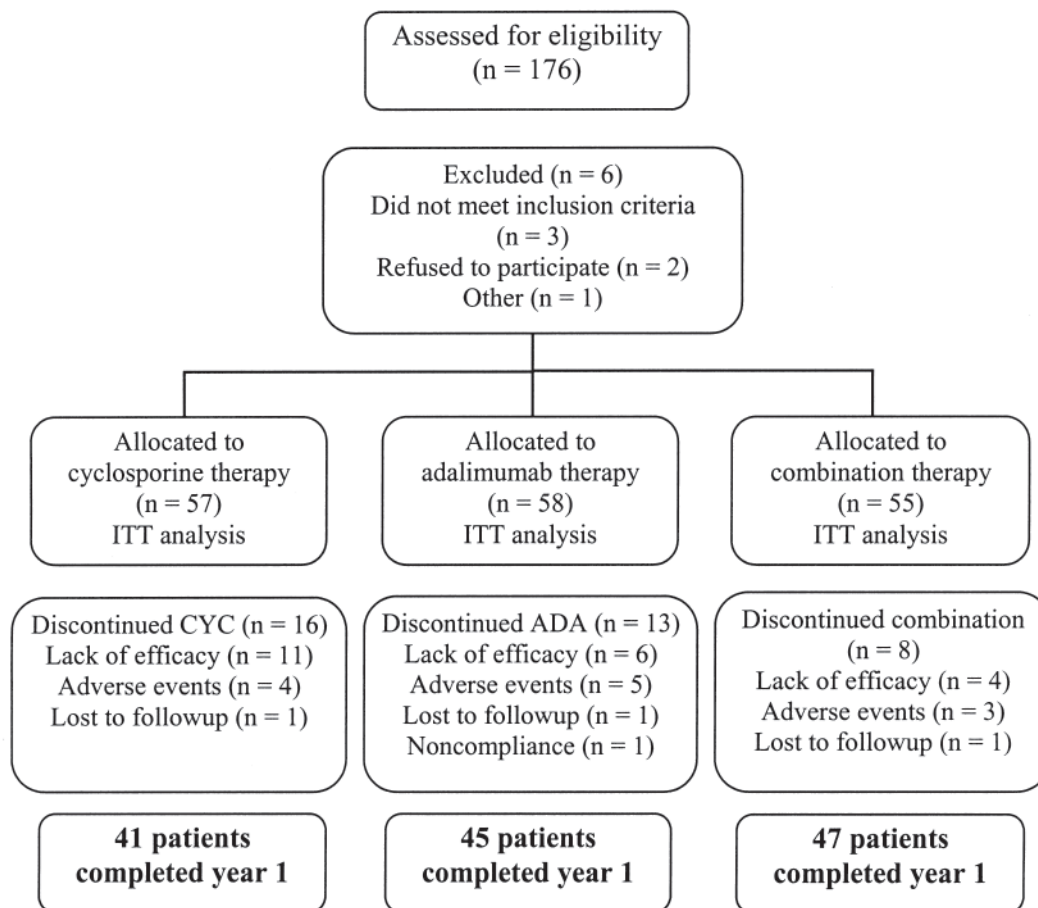 Assessed for eligibility
(n = 176)
Excluded (n = 6)
Did not meet inclusion criteria
(n = 3)
Refused to participate (n = 2)
Other (n = 1)
Allocated to
cyclosporine therapy
(n = 57)
ITT analysis
Allocated to
adalimumab therapy
(n = 58)
ITT analysis
Allocated to
combination therapy
(n = 55)
ITT analysis
Discontinued CYC (n = 16)
Lack of efficacy (n = 11)
Adverse events (n = 4)
Lost to followup (n = 1)
Discontinued ADA (n = 13)
Lack of efficacy (n = 6)
Adverse events (n = 5)
Lost to followup (n = 1)
Noncompliance (n = 1)
Discontinued combination
(n = 8)
Lack of efficacy (n = 4)
Adverse events (n = 3)
Lost to followup (n = 1)
41 patients
completed year 1
45 patients
completed year 1
47 patients
completed year 1